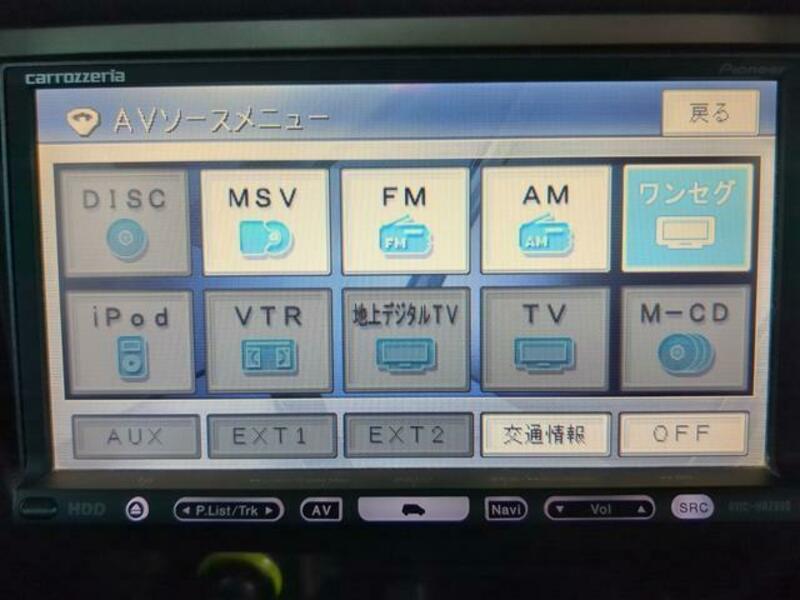 carrozzeria
Pioneer
AVソースメニュー
戻る
DISC
MSV
FM
AM
ワンセグ
FM
AM
iPod
VTR
地上デジタルTV
TV
M-CD
AUX
EXT1
EXT2
交通情報
OFF
HDD
P.List/Trk
AV
Navi
Vol
SRC